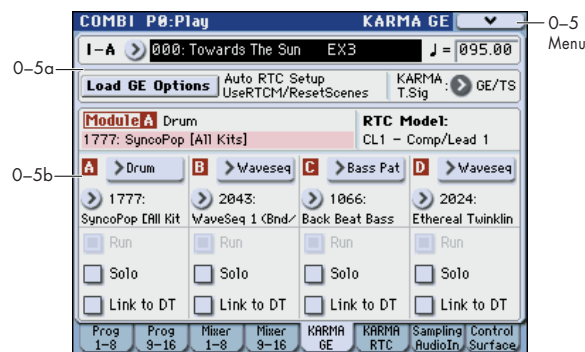 COMBI P0:Play KARMA GE
0–5
Menu
I-A 000: Towards The Sun EX3 ♩= 095.00
0–5a
Load GE Options Auto RTC Setup KARMA : GE/TS
UseRTCM/ResetScenes T.Sig
Module A Drum RTC Model:
1777: SyncoPop [All Kits] CL1 - Comp/Lead 1
0–5b
A Drum B Waveseq C Bass Pat D Waveseq
1777: 2043: 1066: 2024:
SyncoPop [All Kit WaveSeq 1 (Bnd/ Back Beat Bass Ethereal Twinklin
Run Run Run Run
Solo Solo Solo Solo
Link to DT Link to DT Link to DT Link to DT
Prog Prog Mixer Mixer KARMA KARMA Sampling Control
1-8 9-16 1-8 9-16 GE RTC AudioIn Surface